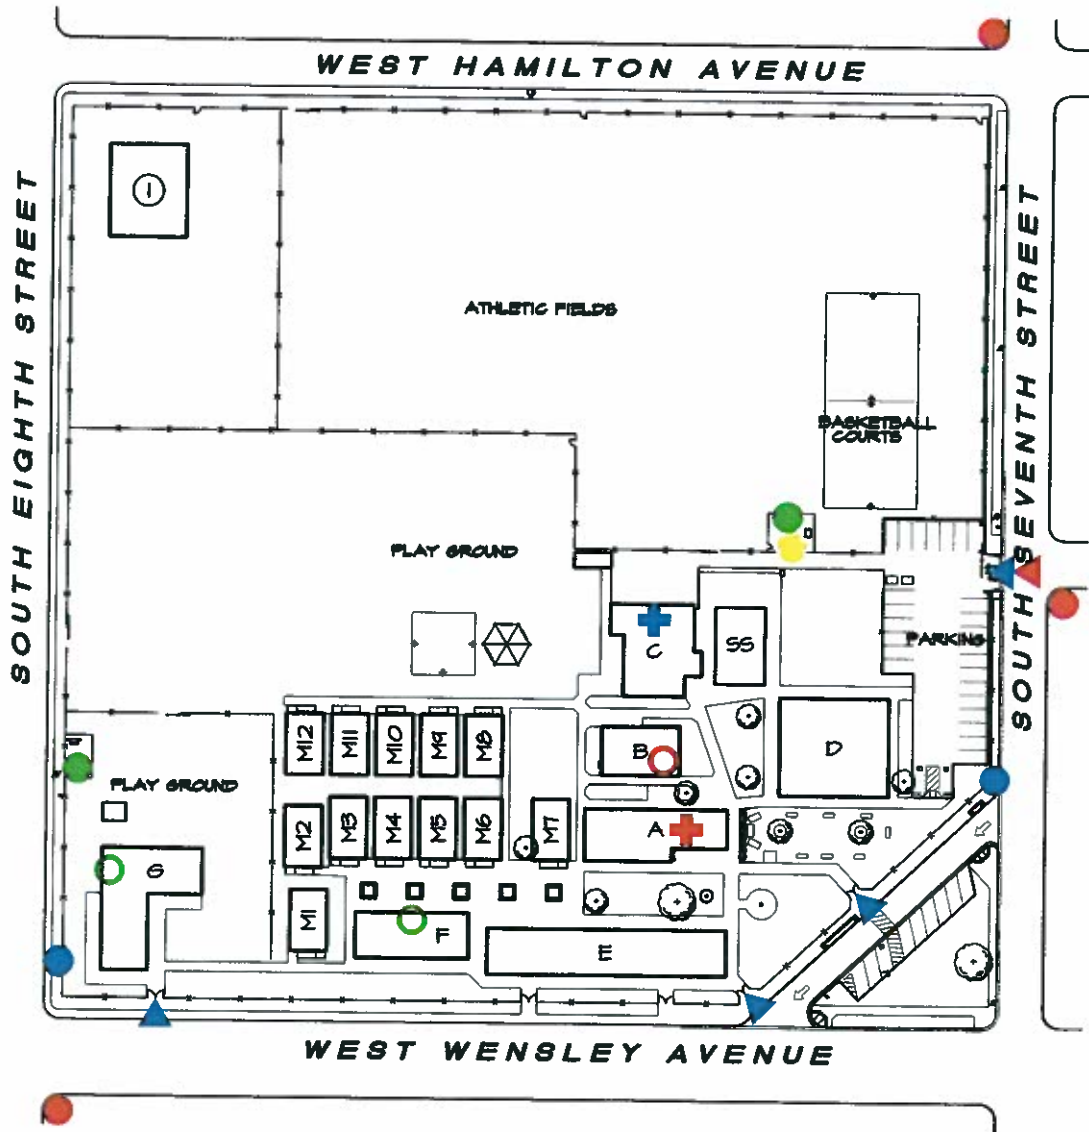 WEST HAMILTON AVENUE
SOUTH EIGHTH STREET
SOUTH SEVENTH STREET
I
ATHLETIC FIELDS
BASKETBALL
COURTS
PLAY GROUND
PARKING
C
SS
M12
M11
M10
M9
M8
B
D
PLAY GROUND
M2
M3
M4
M5
M6
M7
A
G
M1
F
E
WEST WENSLEY AVENUE